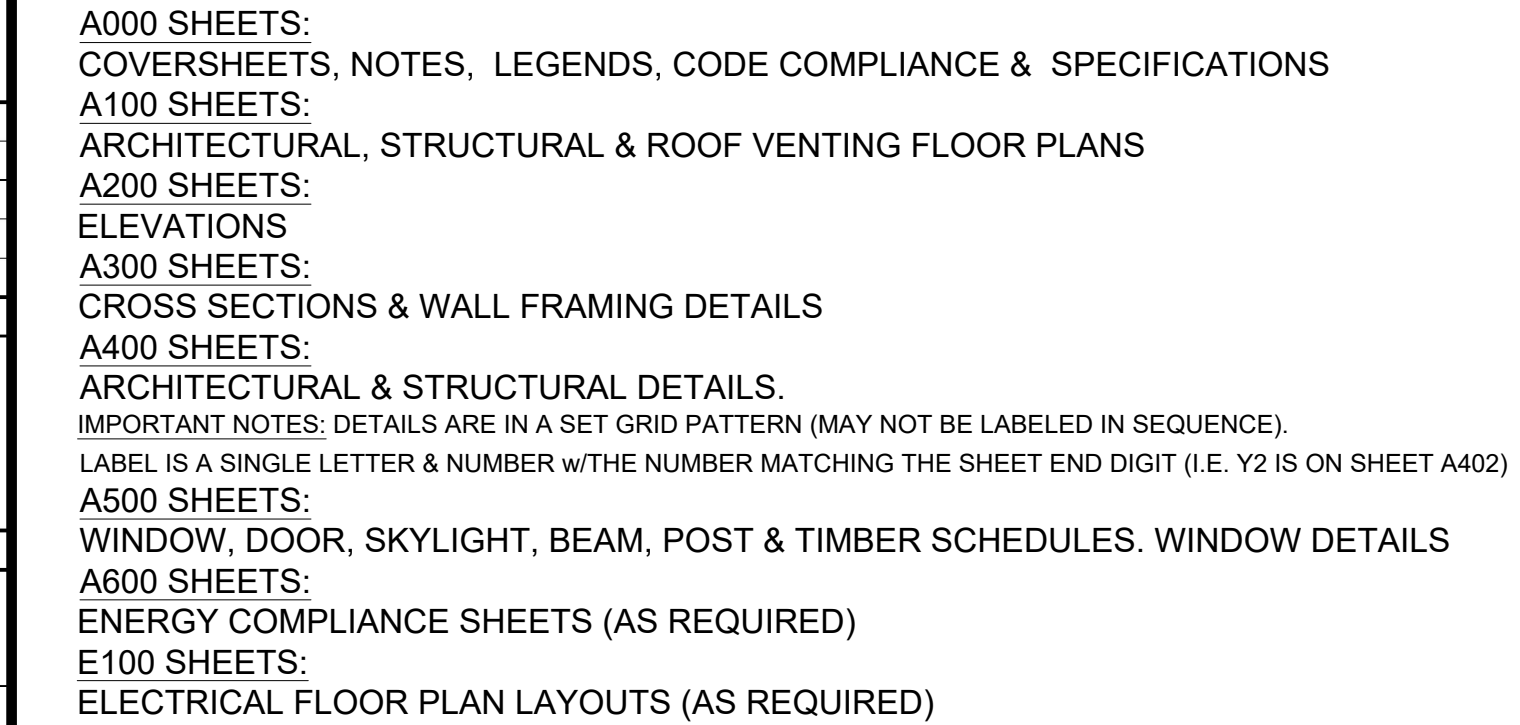 A000 SHEETS:
COVERSHEETS, NOTES, LEGENDS, CODE COMPLIANCE & SPECIFICATIONS
A100 SHEETS:
ARCHITECTURAL, STRUCTURAL & ROOF VENTING FLOOR PLANS
A200 SHEETS:
ELEVATIONS
A300 SHEETS:
CROSS SECTIONS & WALL FRAMING DETAILS
A400 SHEETS:
ARCHITECTURAL & STRUCTURAL DETAILS.
IMPORTANT NOTES: DETAILS ARE IN A SET GRID PATTERN (MAY NOT BE LABELED IN SEQUENCE).
LABEL IS A SINGLE LETTER & NUMBER w/THE NUMBER MATCHING THE SHEET END DIGIT (I.E. Y2 IS ON SHEET A402)
A500 SHEETS:
WINDOW, DOOR, SKYLIGHT, BEAM, POST & TIMBER SCHEDULES. WINDOW DETAILS
A600 SHEETS:
ENERGY COMPLIANCE SHEETS (AS REQUIRED)
E100 SHEETS:
ELECTRICAL FLOOR PLAN LAYOUTS (AS REQUIRED)